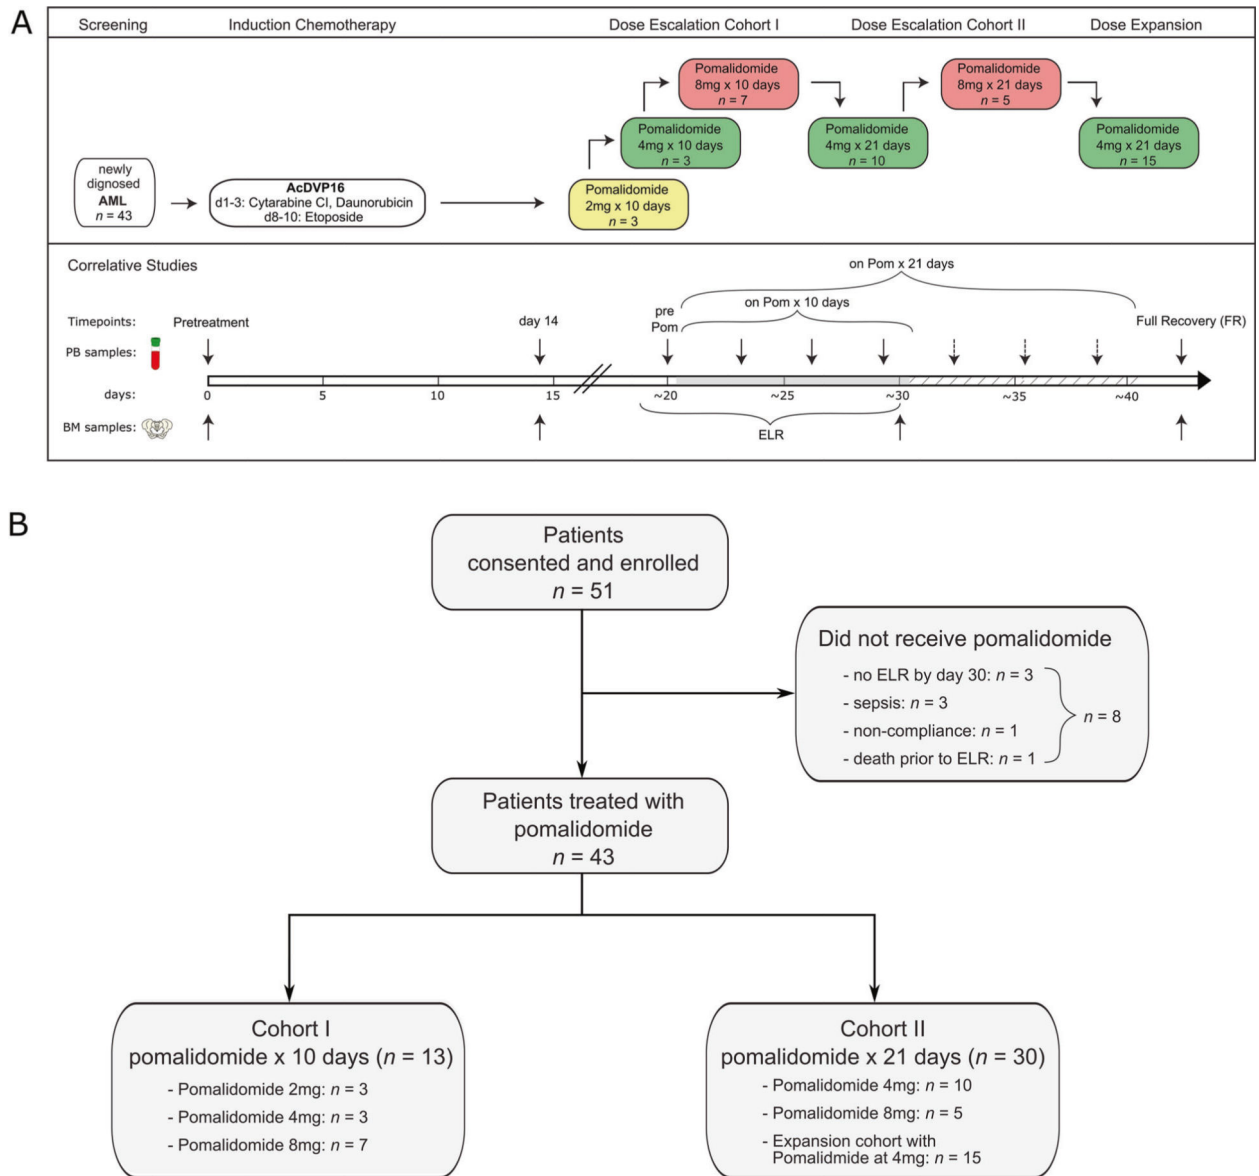 A
Screening
Induction Chemotherapy
Dose Escalation Cohort I
Dose Escalation Cohort II
Dose Expansion
Pomalidomide
8mg x 10 days
n = 7
Pomalidomide
8mg x 21 days
n = 5
Pomalidomide
4mg x 10 days
n = 3
Pomalidomide
4mg x 21 days
n = 10
Pomalidomide
4mg x 21 days
n = 15
newly
dignosed
AML
n = 43
AcDVP16
d1-3: Cytarabine CI, Daunorubicin
d8-10: Etoposide
Pomalidomide
2mg x 10 days
n = 3
Correlative Studies
on Pom x 21 days
on Pom x 10 days
Timepoints:
Pretreatment
day 14
pre
Pom
Full Recovery (FR)
PB samples:
days:
0
5
10
15
~20
~25
~30
~35
~40
BM samples:
ELR
B
Patients
consented and enrolled
n = 51
Did not receive pomalidomide
- no ELR by day 30: n = 3
- sepsis: n = 3
- non-compliance: n = 1
- death prior to ELR: n = 1
n = 8
Patients treated with
pomalidomide
n = 43
Cohort I
pomalidomide x 10 days (n = 13)
- Pomalidomide 2mg: n = 3
- Pomalidomide 4mg: n = 3
- Pomalidomide 8mg: n = 7
Cohort II
pomalidomide x 21 days (n = 30)
- Pomalidomide 4mg: n = 10
- Pomalidomide 8mg: n = 5
- Expansion cohort with
Pomalidmide at 4mg: n = 15